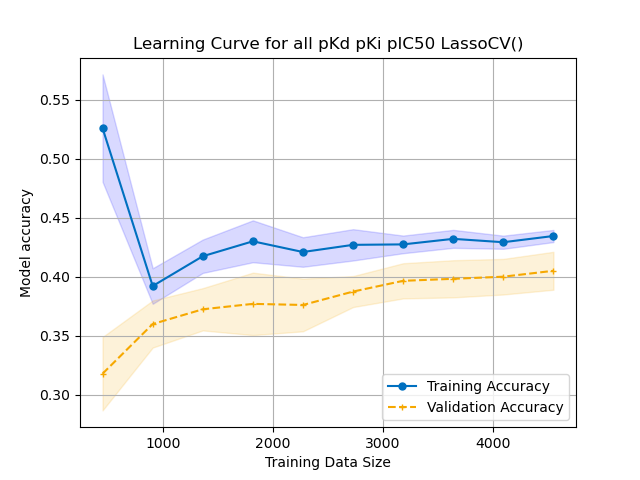 Learning Curve for all pKd pKi pIC50 LassoCV()
Model accuracy
0.55
0.50
0.45
0.40
0.35
0.30
Training Accuracy
Validation Accuracy
1000 2000 3000 4000
Training Data Size